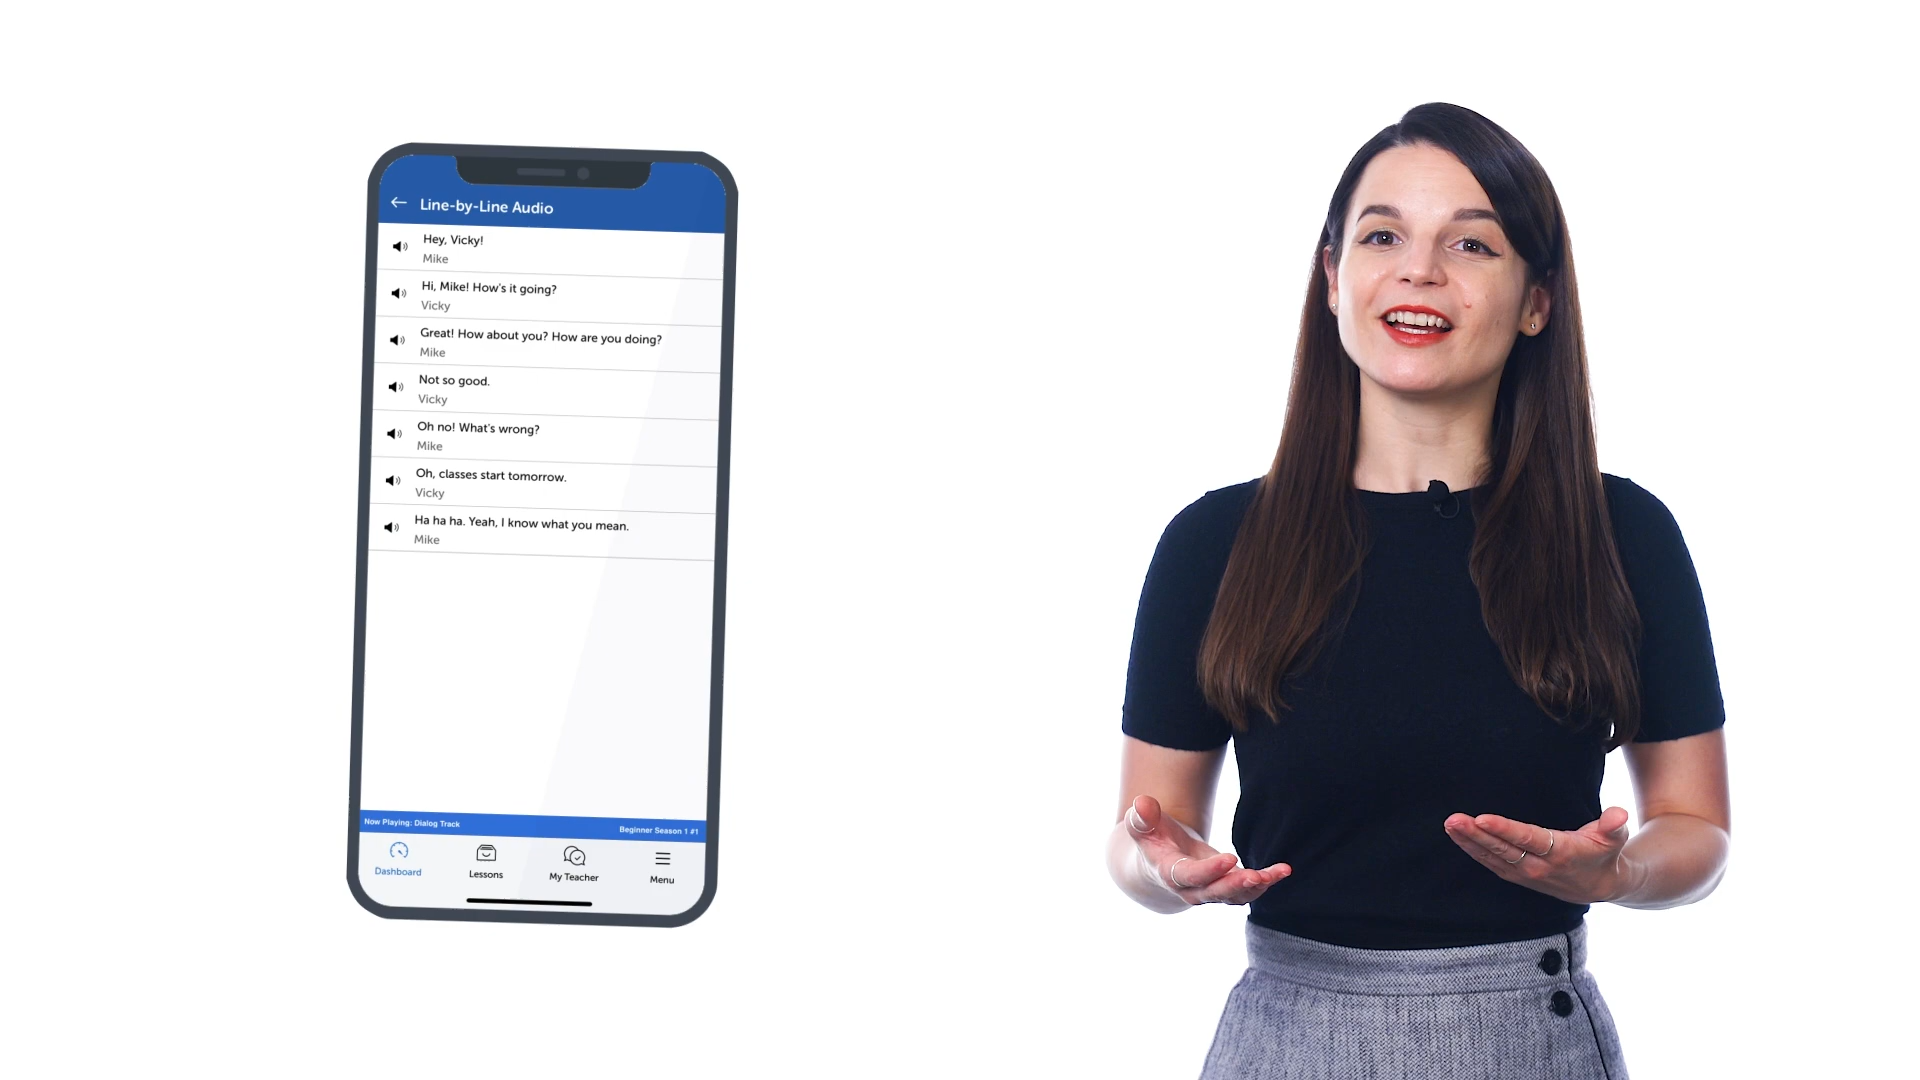 Line-by-Line Audio
Hey, Vicky!
Mike
Hi, Mike! How's it going?
Vicky
Great! How about you? How are you doing?
Mike
Not so good.
Vicky
Oh no! What's wrong?
Mike
Oh, classes start tomorrow.
Vicky
Ha ha ha. Yeah, I know what you mean.
Mike
Now Playing: Dialog Track
Beginner Season 1 #1
Dashboard
Lessons
My Teacher
Menu